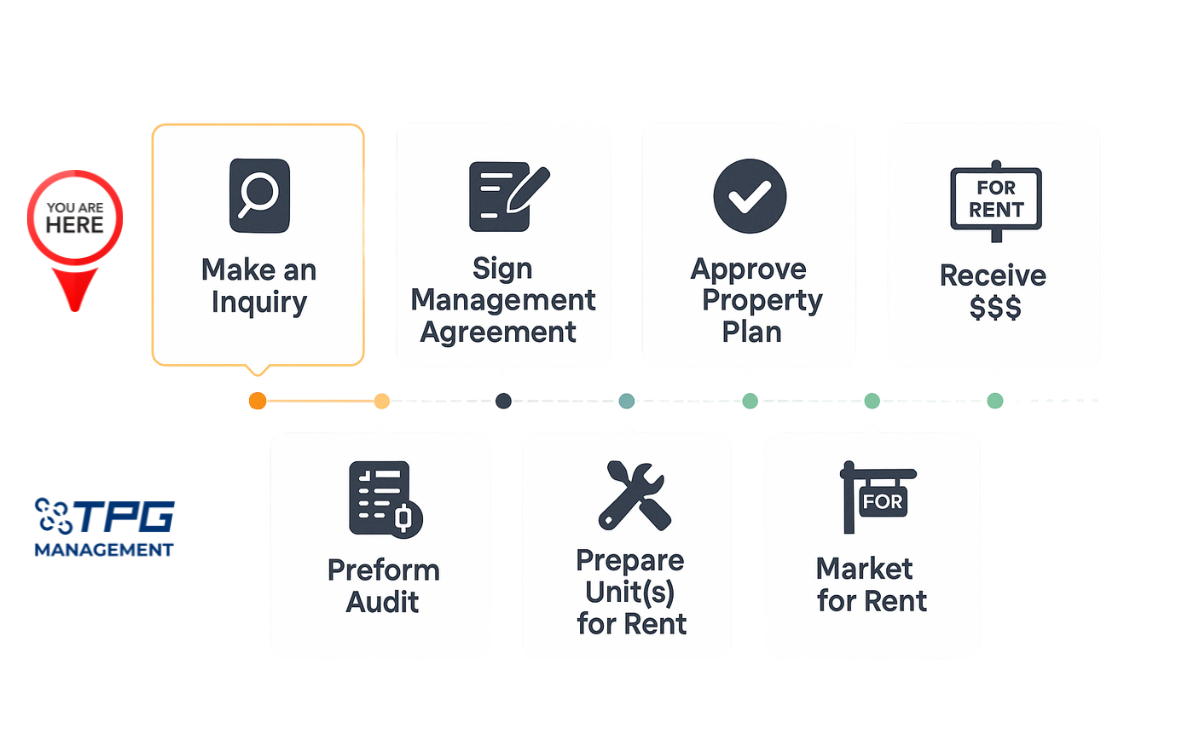 YOU ARE
HERE
Make an
Inquiry
Sign
Management
Agreement
Approve
Property
Plan
FOR
RENT
Receive
$$$
TPG
MANAGEMENT
Preform
Audit
Prepare
Unit(s)
for Rent
FOR
Market
for Rent